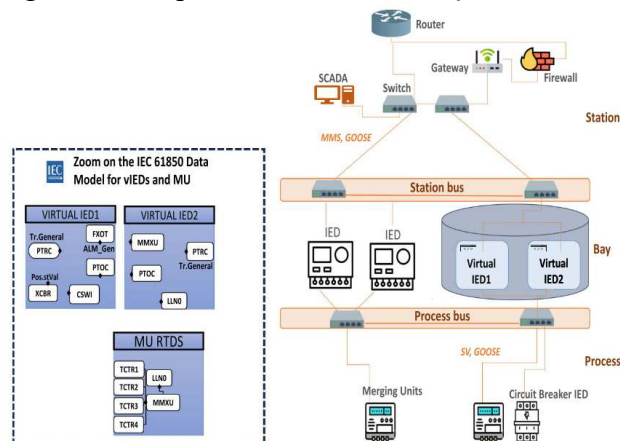 Router
Gateway
Firewall
SCADA
Switch
Station
MMS, GOOSE
IEC
61850
Zoom on the IEC 61850 Data
Model for vIEDs and MU
Station bus
VIRTUAL IED1
VIRTUAL IED2
Tr.General
FXOT
PTRC
ALM_Gen
PTOC
Pos.stVal
XCBR
CSWI
MMXU
PTRC
Tr.General
PTOC
LLN0
IED
IED
Bay
Virtual
IED1
Virtual
IED2
Process bus
MU RTDS
TCTR1
TCTR2
TCTR3
TCTR4
LLN0
MMXU
SV, GOOSE
Process
Merging Units
Circuit Breaker IED